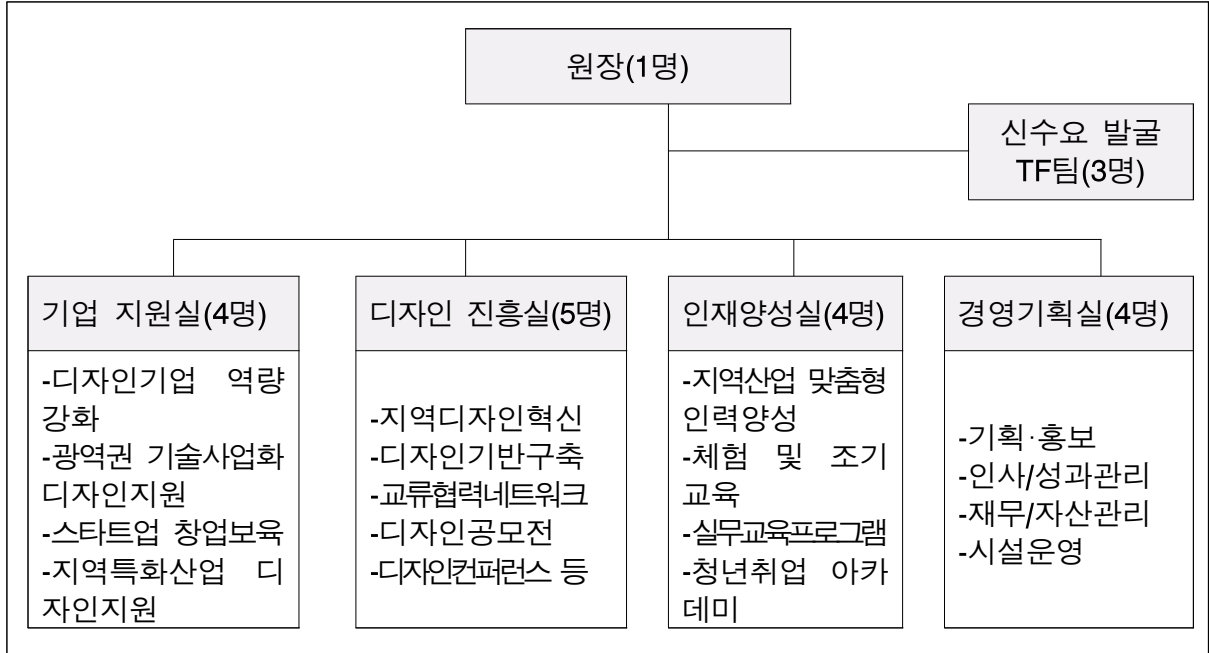 원장(1명)
신수요 발굴
TF팀(3명)
기업 지원실(4명)
-디자인기업 역량
강화
-광역권 기술사업화
디자인지원
-스타트업 창업보육
-지역특화산업 디
자인지원
디자인 진흥실(5명)
-지역디자인혁신
-디자인기반구축
-교류협력네트워크
-디자인공모전
-디자인컨퍼런스 등
인재양성실(4명)
-지역산업 맞춤형
인력양성
-체험 및 조기
교육
-실무교육프로그램
-청년취업 아카
데미
경영기획실(4명)
-기획·홍보
-인사/성과관리
-재무/자산관리
-시설운영